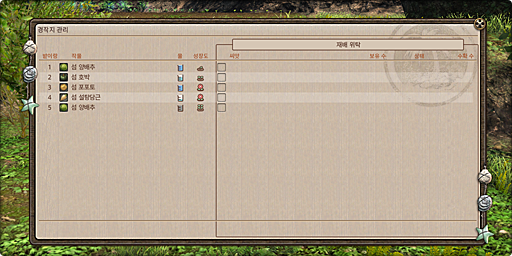 경작지 관리
재배 위탁
밭이랑 작물 물 성장도 씨앗 보유 수 상태 수확 수
1 섬 양배추
2 섬 호박
3 섬 포포토
4 섬 설탕당근
5 섬 양배추